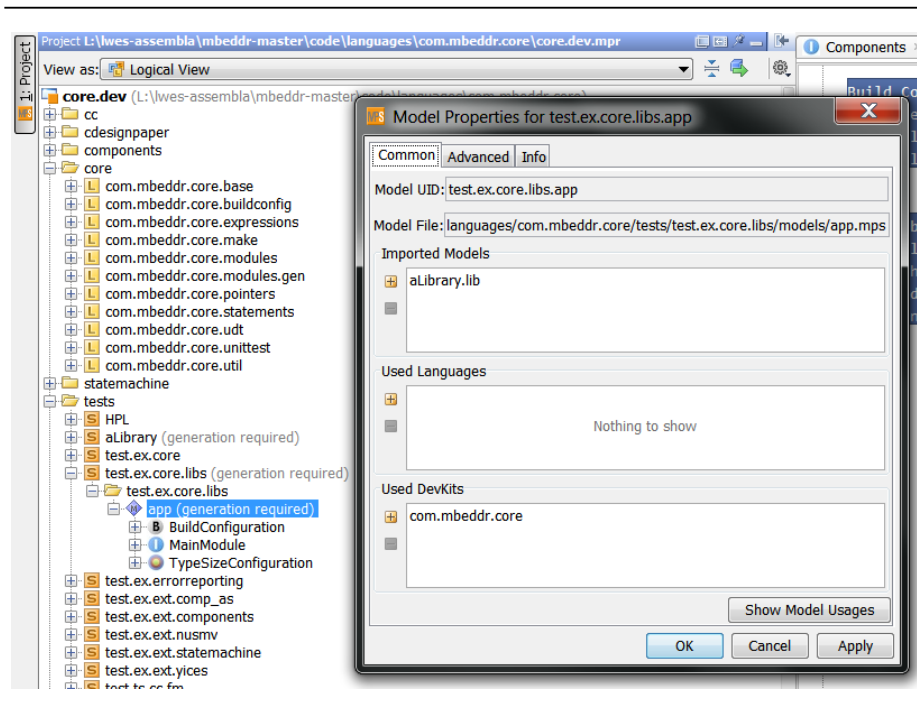 Project L:\lwes-assembla\mbeddr-master\code\languages\com.mbeddr.core\core.dev.mpr
1: Project
View as: Logical View
core.dev (L:\lwes-assembla\mbeddr-master\code\languages\com.mbeddr.core)
cc
cdesignpaper
components
core
L com.mbeddr.core.base
L com.mbeddr.core.buildconfig
L com.mbeddr.core.expressions
L com.mbeddr.core.make
L com.mbeddr.core.modules
L com.mbeddr.core.modules.gen
L com.mbeddr.core.pointers
L com.mbeddr.core.statements
L com.mbeddr.core.udt
L com.mbeddr.core.unittest
L com.mbeddr.core.util
statemachine
tests
S HPL
S aLibrary (generation required)
S test.ex.core
S test.ex.core.libs (generation required)
test.ex.core.libs
M app (generation required)
B BuildConfiguration
I MainModule
TypeSizeConfiguration
S test.ex.errorreporting
S test.ex.ext.comp_as
S test.ex.ext.components
S test.ex.ext.nusmv
S test.ex.ext.statemachine
S test.ex.ext.yices
S test.ts.cc.fm
I Components
Build Co
MPS Model Properties for test.ex.core.libs.app
Common Advanced Info
Model UID: test.ex.core.libs.app
Model File: languages/com.mbeddr.core/tests/test.ex.core.libs/models/app.mps
Imported Models
aLibrary.lib
Used Languages
Nothing to show
Used DevKits
com.mbeddr.core
Show Model Usages
OK Cancel Apply